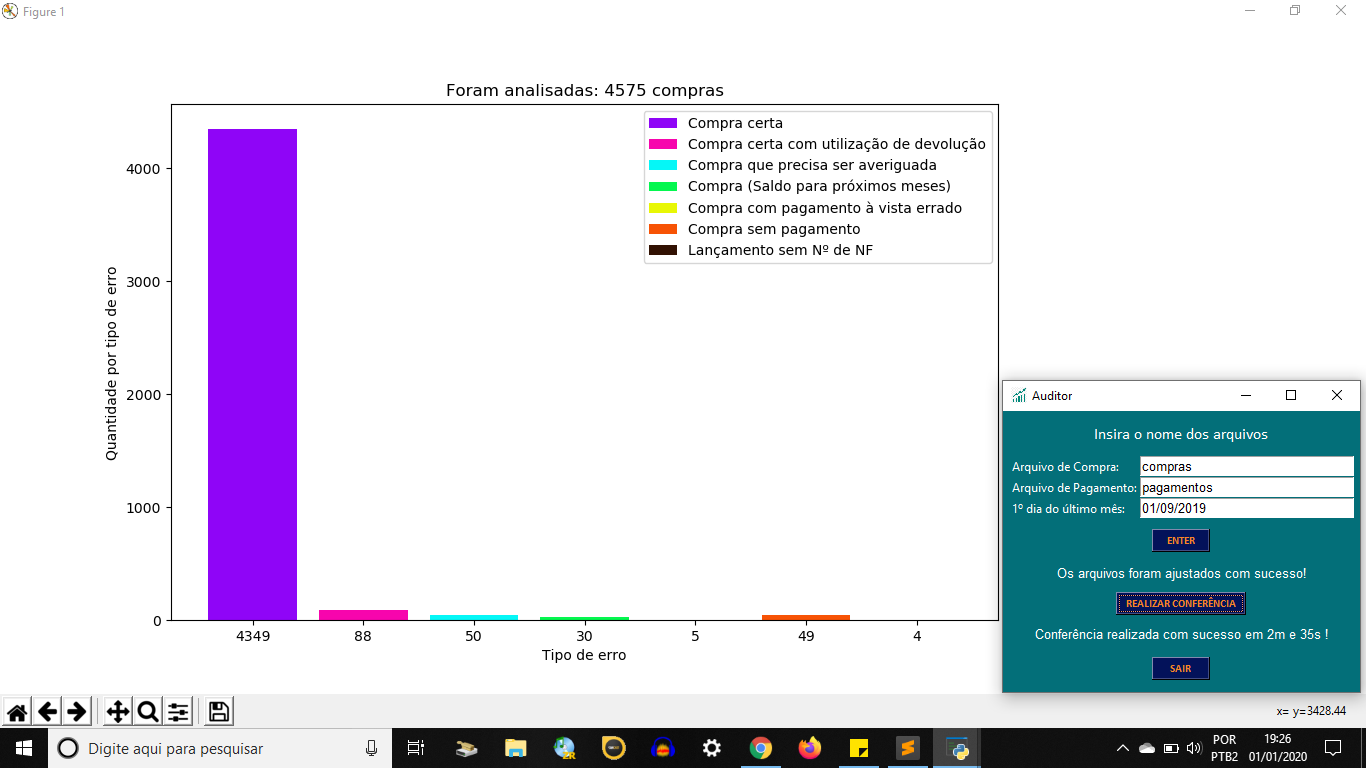 Figure 1
Foram analisadas: 4575 compras
Compra certa
Compra certa com utilização de devolução
Compra que precisa ser averiguada
Compra (Saldo para próximos meses)
Compra com pagamento à vista errado
Compra sem pagamento
Lançamento sem Nº de NF
Quantidade por tipo de erro
4000
3000
2000
1000
0
4349 88 50 30 5 49 4
Tipo de erro
Auditor
Insira o nome dos arquivos
Arquivo de Compra: compras
Arquivo de Pagamento: pagamentos
1º dia do último mês: 01/09/2019
ENTER
Os arquivos foram ajustados com sucesso!
REALIZAR CONFERÊNCIA
Conferência realizada com sucesso em 2m e 35s !
SAIR
x= y=3428.44
Digite aqui para pesquisar
POR
PTB2
19:26
01/01/2020